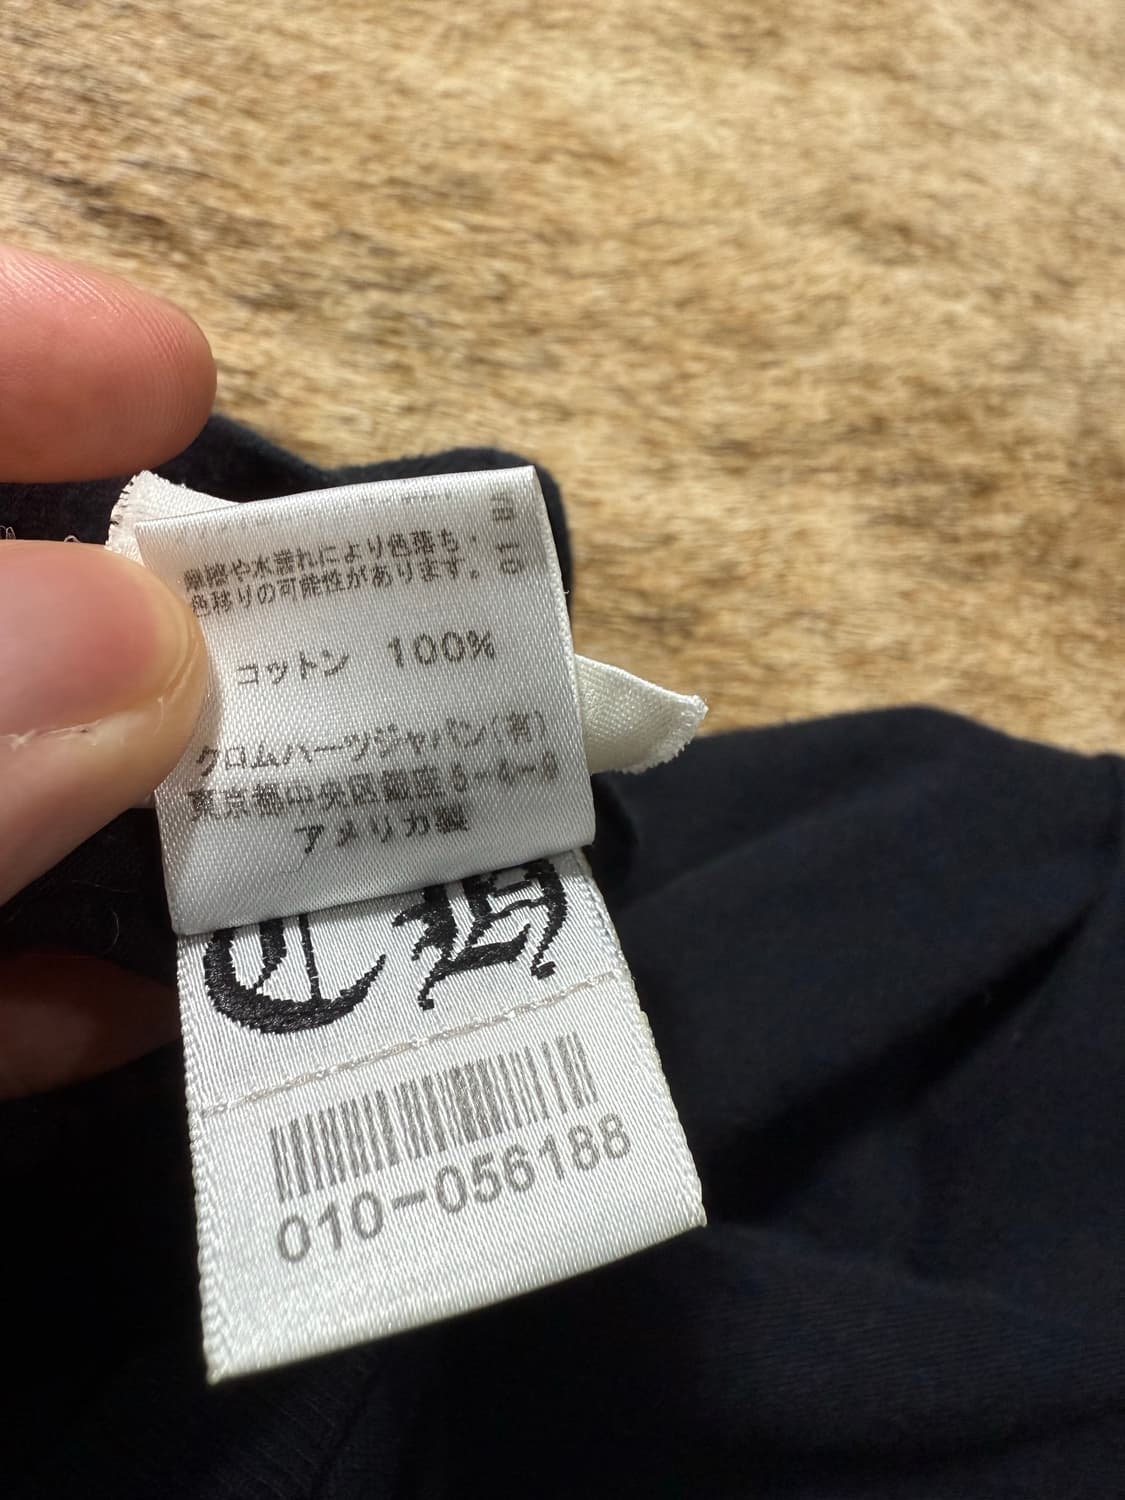 摩擦や水濡れにより色落ち・
色移りの可能性があります。
コットン 100%
クロムハーツジャパン(有)
東京都中央区銀座
アメリカ製
CH
010-056188